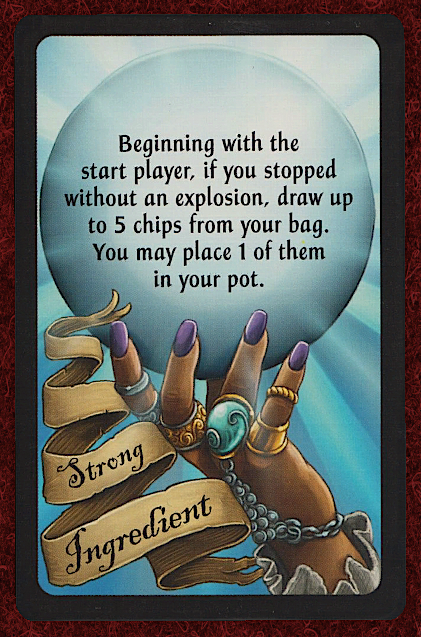 Beginning with the
start player, if you stopped
without an explosion, draw up
to 5 chips from your bag.
You may place 1 of them
in your pot.
Strong
Ingredient